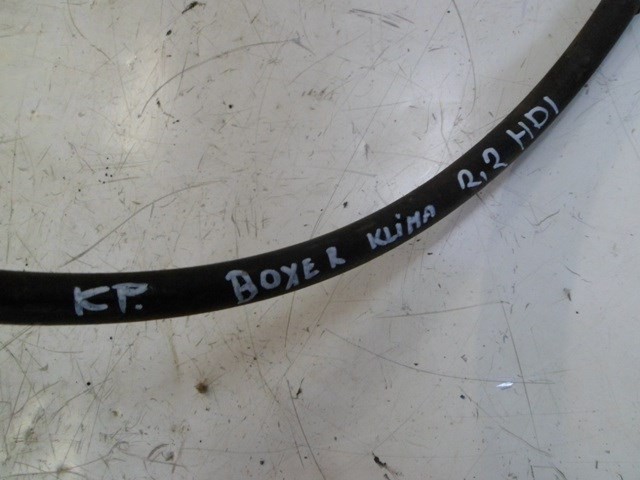 KP. BOXER KLiMA 2,2 HDI